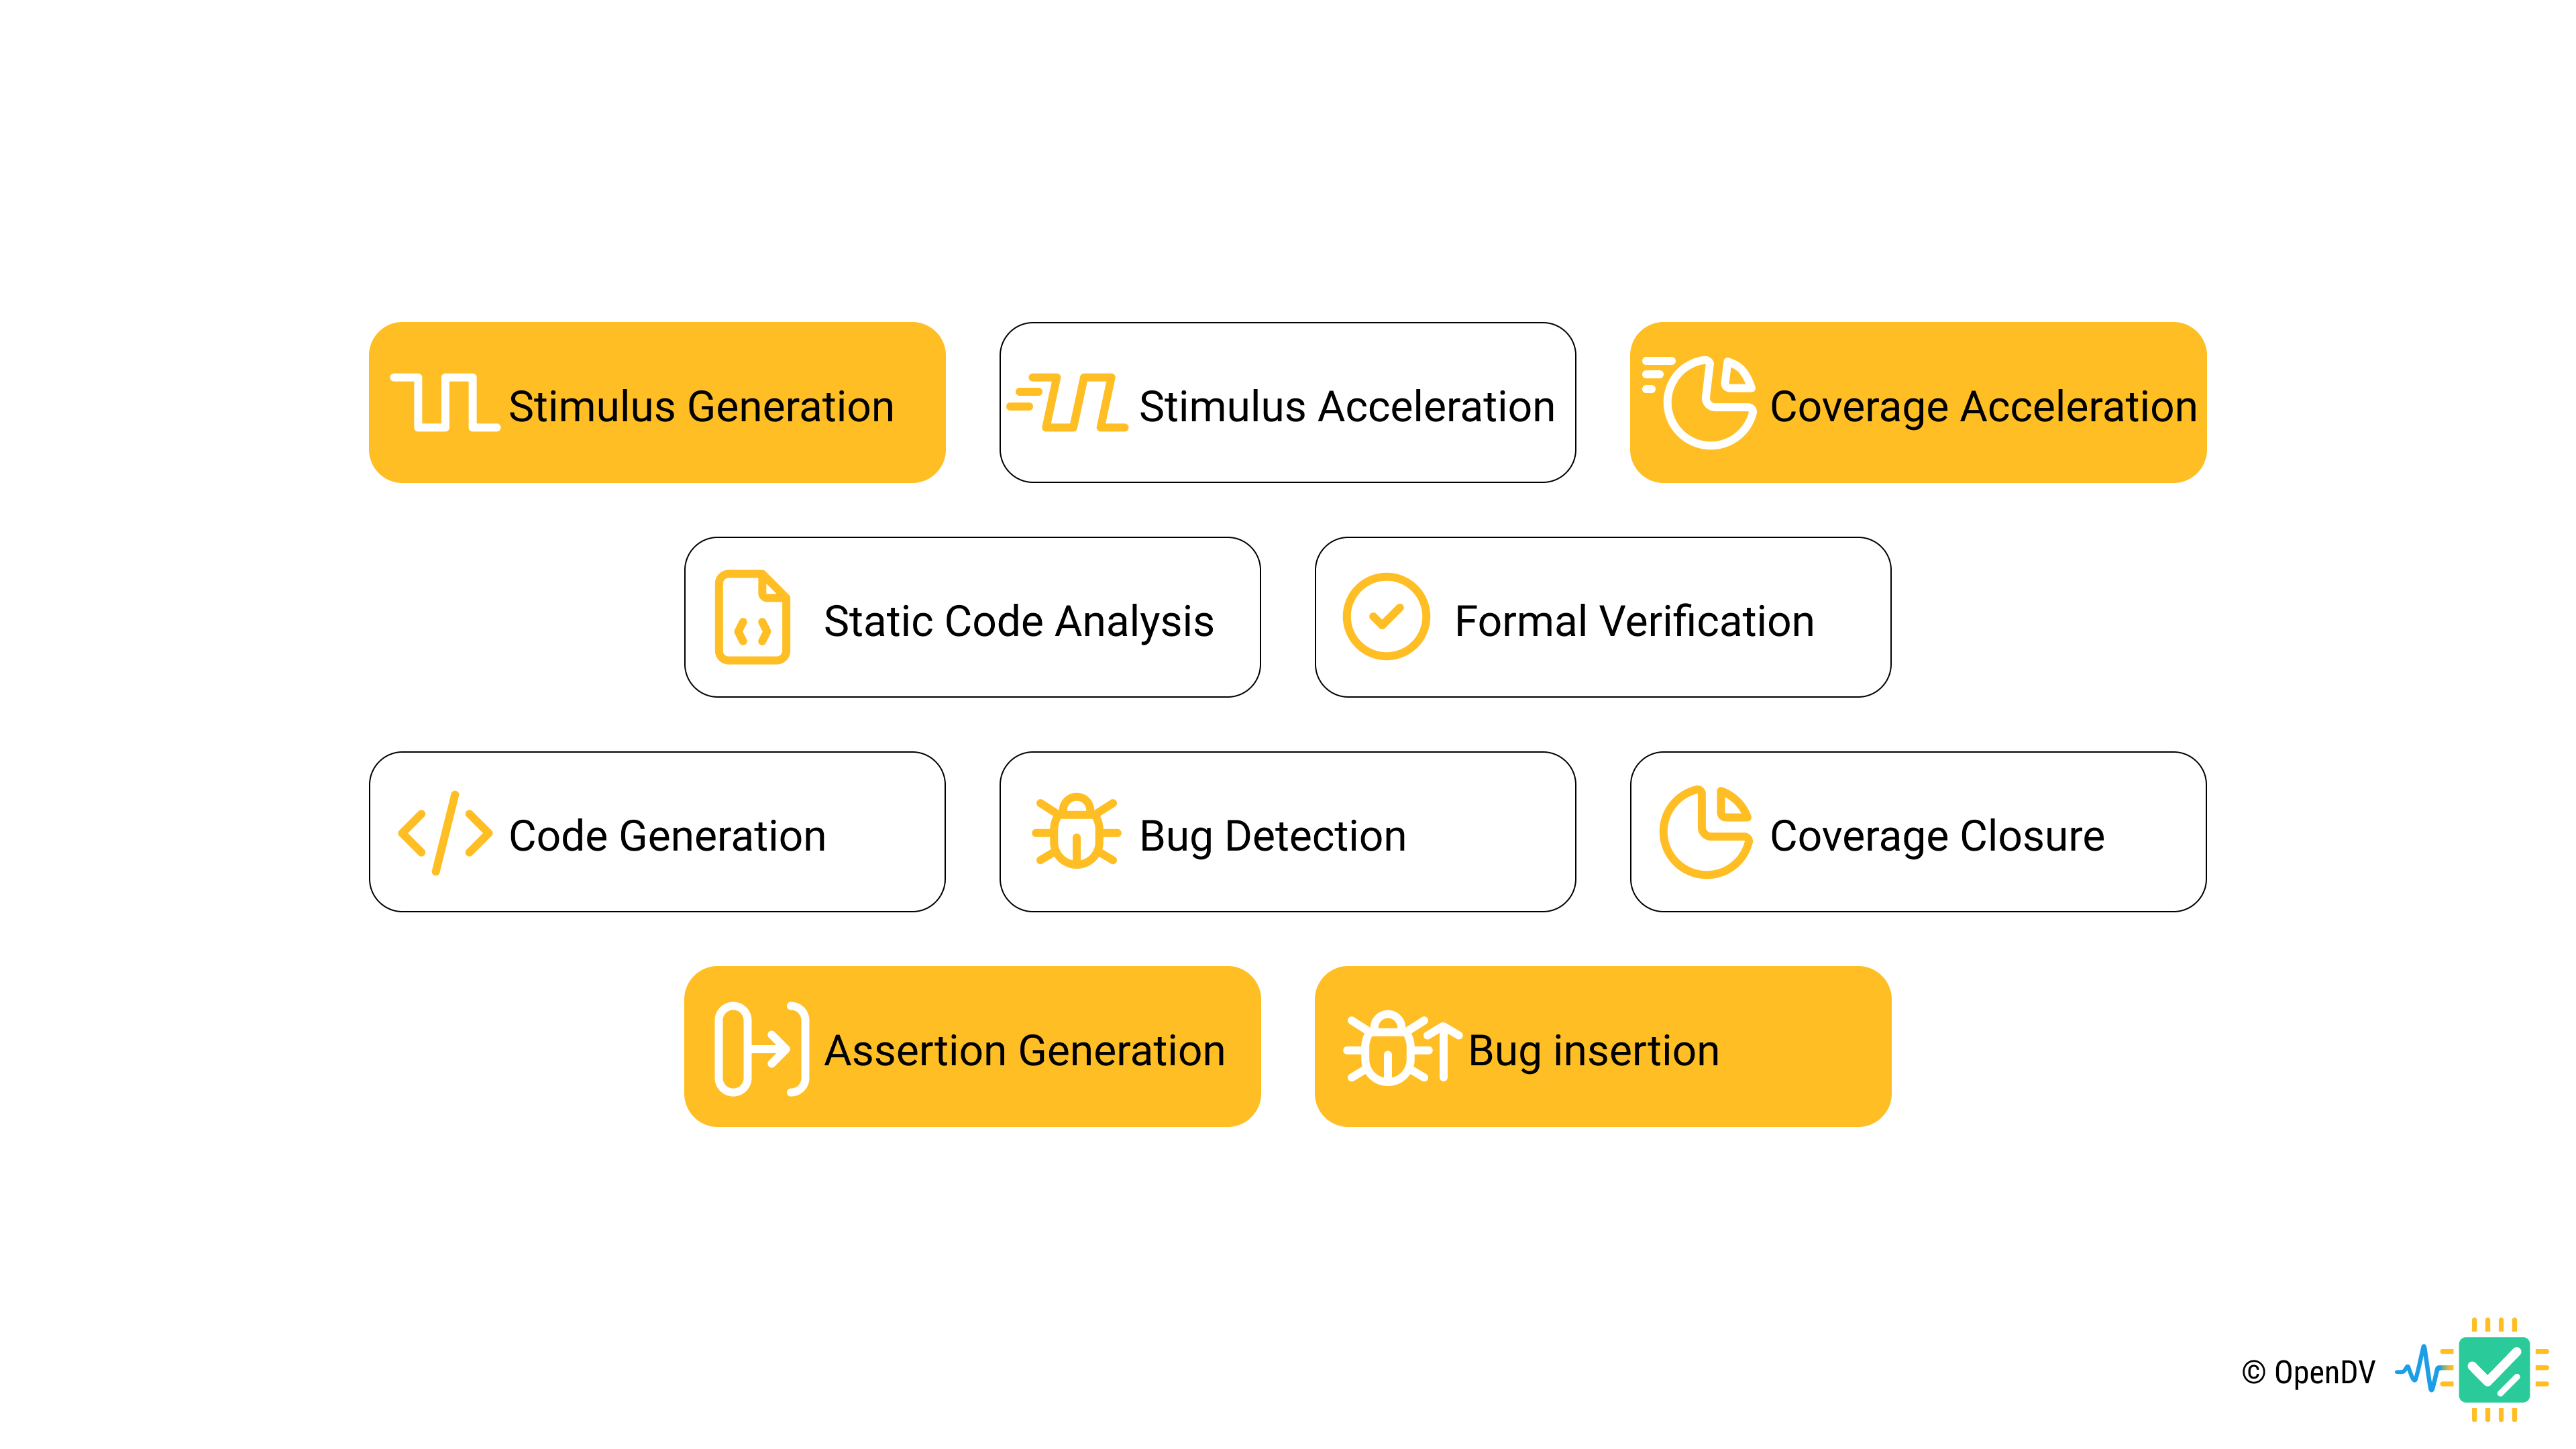 Stimulus Generation
Stimulus Acceleration
Coverage Acceleration
Static Code Analysis
Formal Verification
Code Generation
Bug Detection
Coverage Closure
Assertion Generation
Bug insertion
© OpenDV